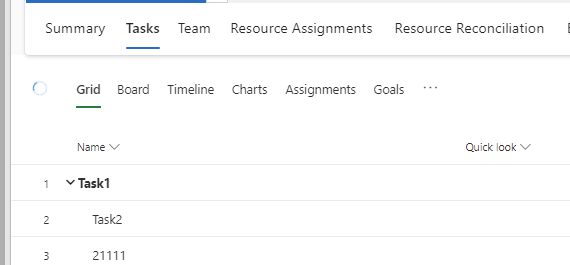 Summary Tasks Team Resource Assignments Resource Reconciliation
Grid Board Timeline Charts Assignments Goals ...
Name Quick look
1 Task1
2 Task2
3 21111